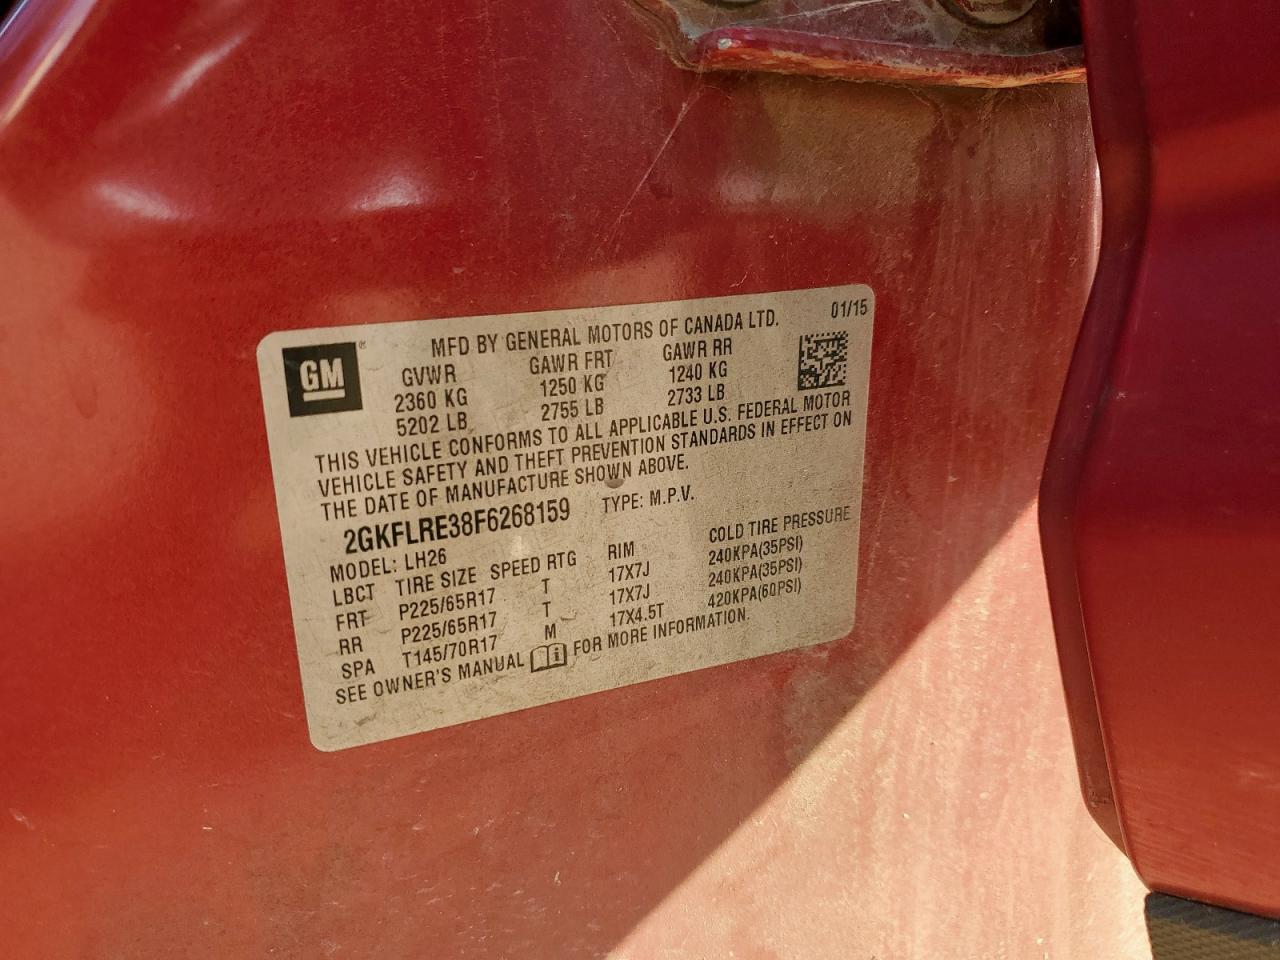 01/15
MFD BY GENERAL MOTORS OF CANADA LTD.
GM ®
GVWR GAWR FRT GAWR RR
2360 KG 1250 KG 1240 KG
5202 LB 2755 LB 2733 LB
THIS VEHICLE CONFORMS TO ALL APPLICABLE U.S. FEDERAL MOTOR
VEHICLE SAFETY AND THEFT PREVENTION STANDARDS IN EFFECT ON
THE DATE OF MANUFACTURE SHOWN ABOVE.
2GKFLRE38F6268159 TYPE: M.P.V.
MODEL: LH26
LBCT TIRE SIZE SPEED RTG RIM COLD TIRE PRESSURE
FRT P225/65R17 T 17X7J 240KPA(35PSI)
RR P225/65R17 T 17X7J 240KPA(35PSI)
SPA T145/70R17 M 17X4.5T 420KPA(60PSI)
SEE OWNER'S MANUAL i FOR MORE INFORMATION.